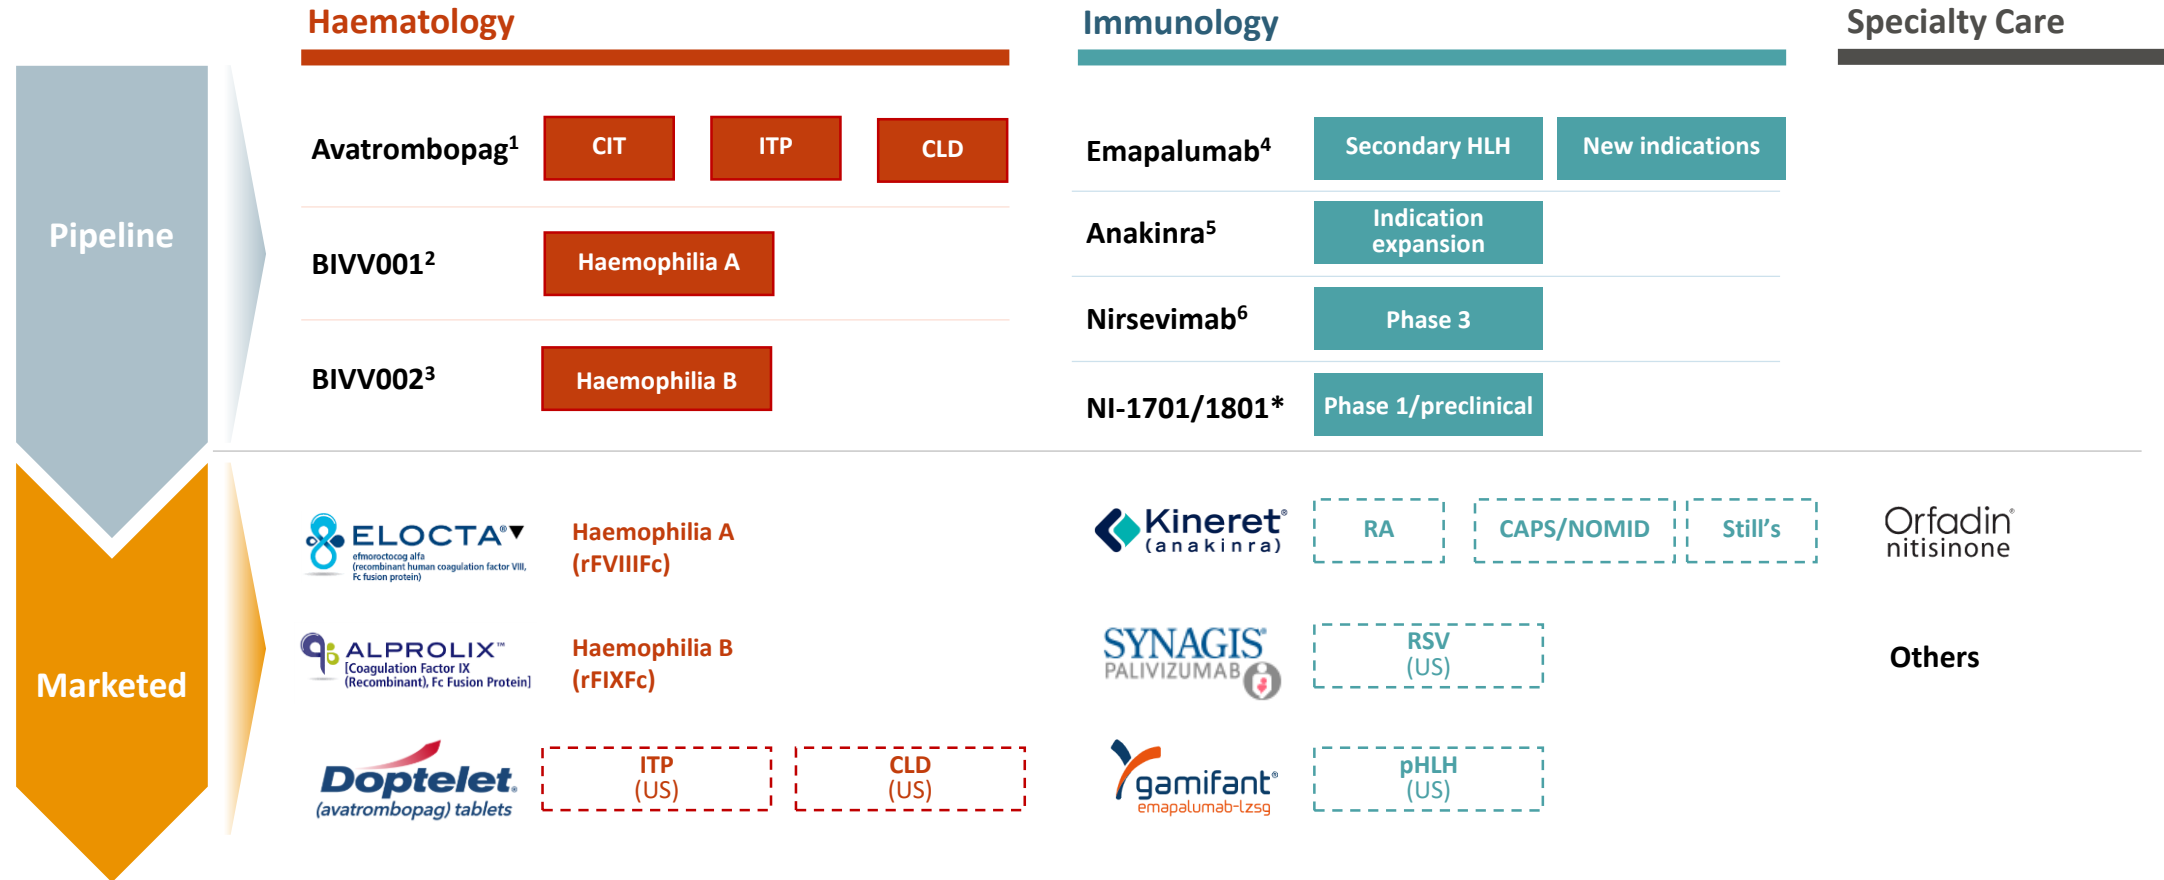 Haematology
Immunology
Specialty Care
Pipeline
Avatrombopag¹
CIT
ITP
CLD
BIVV001²
Haemophilia A
BIVV002³
Haemophilia B
Emapalumab⁴
Secondary HLH
New indications
Anakinra⁵
Indication
expansion
Nirsevimab⁶
Phase 3
NI-1701/1801*
Phase 1/preclinical
Marketed
ELOCTA®▼
efmoroctocog alfa
(recombinant human coagulation factor VIII,
Fc fusion protein)
Haemophilia A
(rFVIIIFc)
ALPROLIX™
[Coagulation Factor IX
(Recombinant), Fc Fusion Protein]
Haemophilia B
(rFIXFc)
Doptelet.
(avatrombopag) tablets
ITP
(US)
CLD
(US)
Kineret®
(anakinra)
RA
CAPS/NOMID
Still's
SYNAGIS®
PALIVIZUMAB
RSV
(US)
gamifant®
emapalumab-lzsg
pHLH
(US)
Orfadin®
nitisinone
Others